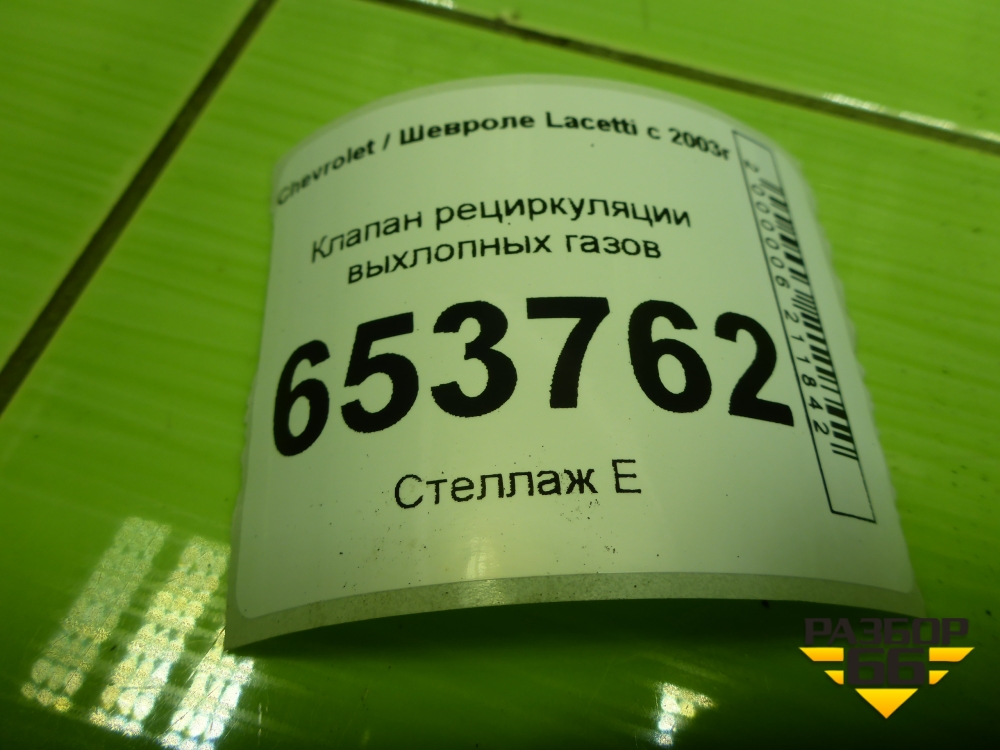 Chevrolet / Шевроле Lacetti с 2003г
Клапан рециркуляции
выхлопных газов
653762
Стеллаж Е
2000006211842
РАЗБОР
66